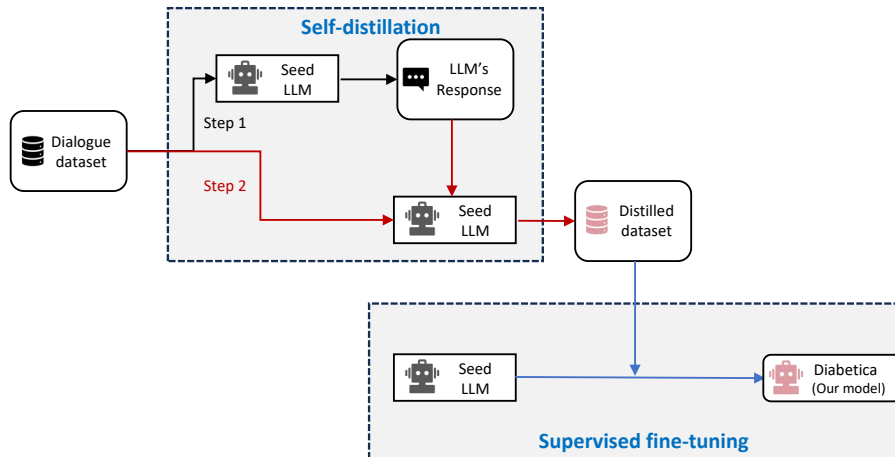 Self-distillation
Seed
LLM
LLM's
Response
Step 1
Dialogue
dataset
Step 2
Seed
LLM
Distilled
dataset
Seed
LLM
Diabetica
(Our model)
Supervised fine-tuning